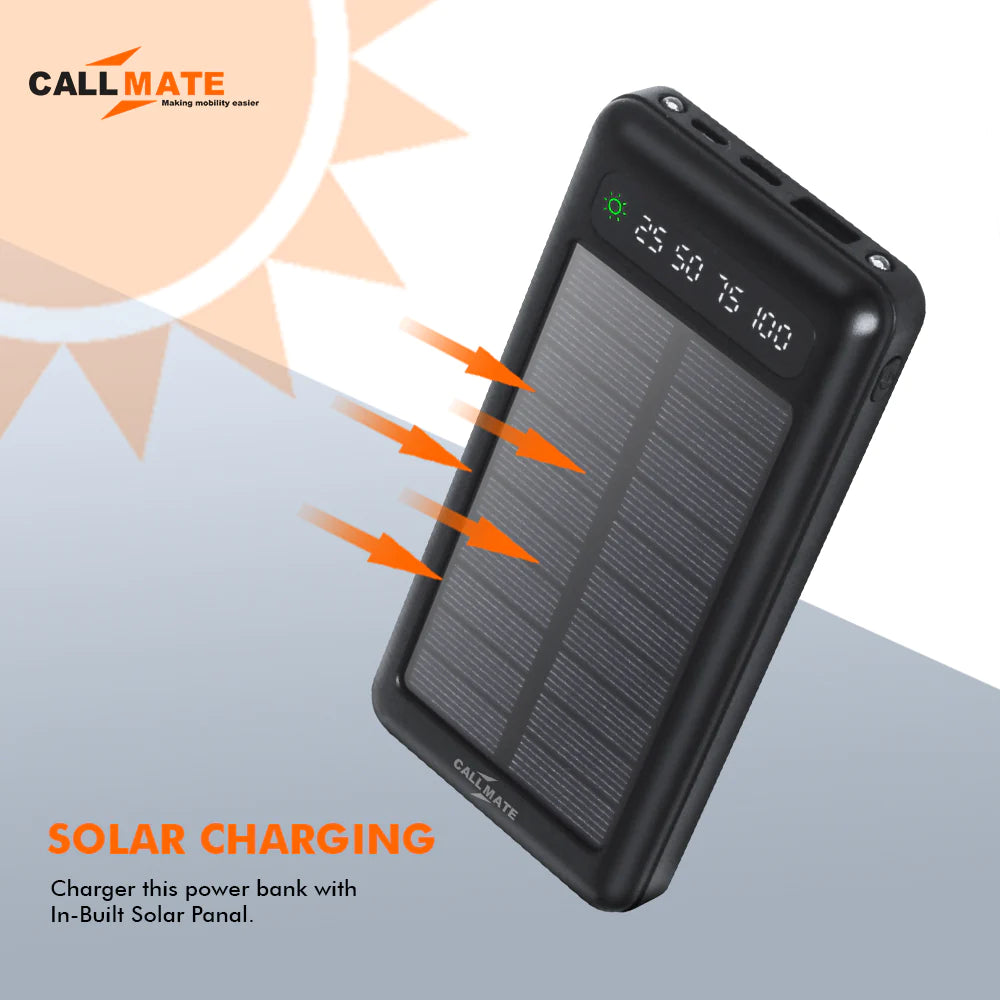 CALLMATE
Making mobility easier
25 50 75 100
CALLMATE
SOLAR CHARGING
Charger this power bank with
In-Built Solar Panal.